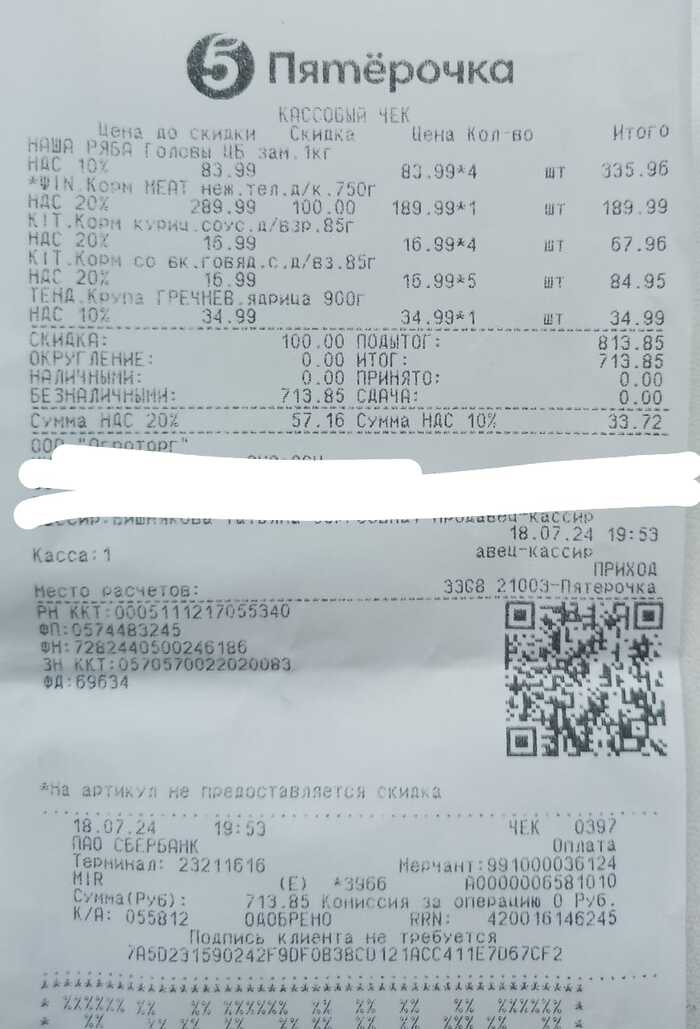 5 Пятёрочка
КАССОВЫЙ ЧЕК
Цена до скидки Скидка Цена Кол-во Итого
НАША РЯБА Головы ЦБ зам.1кг
НДС 10% 83.99 83.99*4 шт 335.96
*ФIN.Корм MEAT неж.тел.д/к.750г
НДС 20% 289.99 100.00 189.99*1 шт 189.99
KIT.Корм куриц.соус.д/взр.85г
НДС 20% 16.99 16.99*4 шт 67.96
KIT.Корм со вк.говяд.с.д/вз.85г
НДС 20% 16.99 16.99*5 шт 84.95
ТЕНД.Крупа ГРЕЧНЕВ.ядрица 900г
НДС 10% 34.99 34.99*1 шт 34.99
СКИДКА: 100.00 ПОДЫТОГ: 813.85
ОКРУГЛЕНИЕ: 0.00 ИТОГ: 713.85
НАЛИЧНЫМИ: 0.00 ПРИНЯТО: 0.00
БЕЗНАЛИЧНЫМИ: 713.85 СДАЧА: 0.00
Сумма НДС 20% 57.16 Сумма НДС 10% 33.72
ООО "Агроторг"
Продавец-кассир
18.07.24 19:53
Касса:1 авец-кассир
ПРИХОД
Место расчетов: 33G8 21003-Пятерочка
РН ККТ:0005111217055340
ФП:0574483245
ФН:7282440500246186
ЗН ККТ:0570570022020083
ФД:69634
*На артикул не предоставляется скидка
18.07.24 19:53 ЧЕК 0397
ПАО СБЕРБАНК Оплата
Терминал: 23211616 Мерчант:991000036124
MIR (E) *3966 A0000006581010
Сумма(Руб): 713.85 Комиссия за операцию 0 Руб.
К/А: 055812 ОДОБРЕНО RRN: 420016146245
Подпись клиента не требуется
7A5D231590242F9DF0B38CD121ACC411E7D67CF2